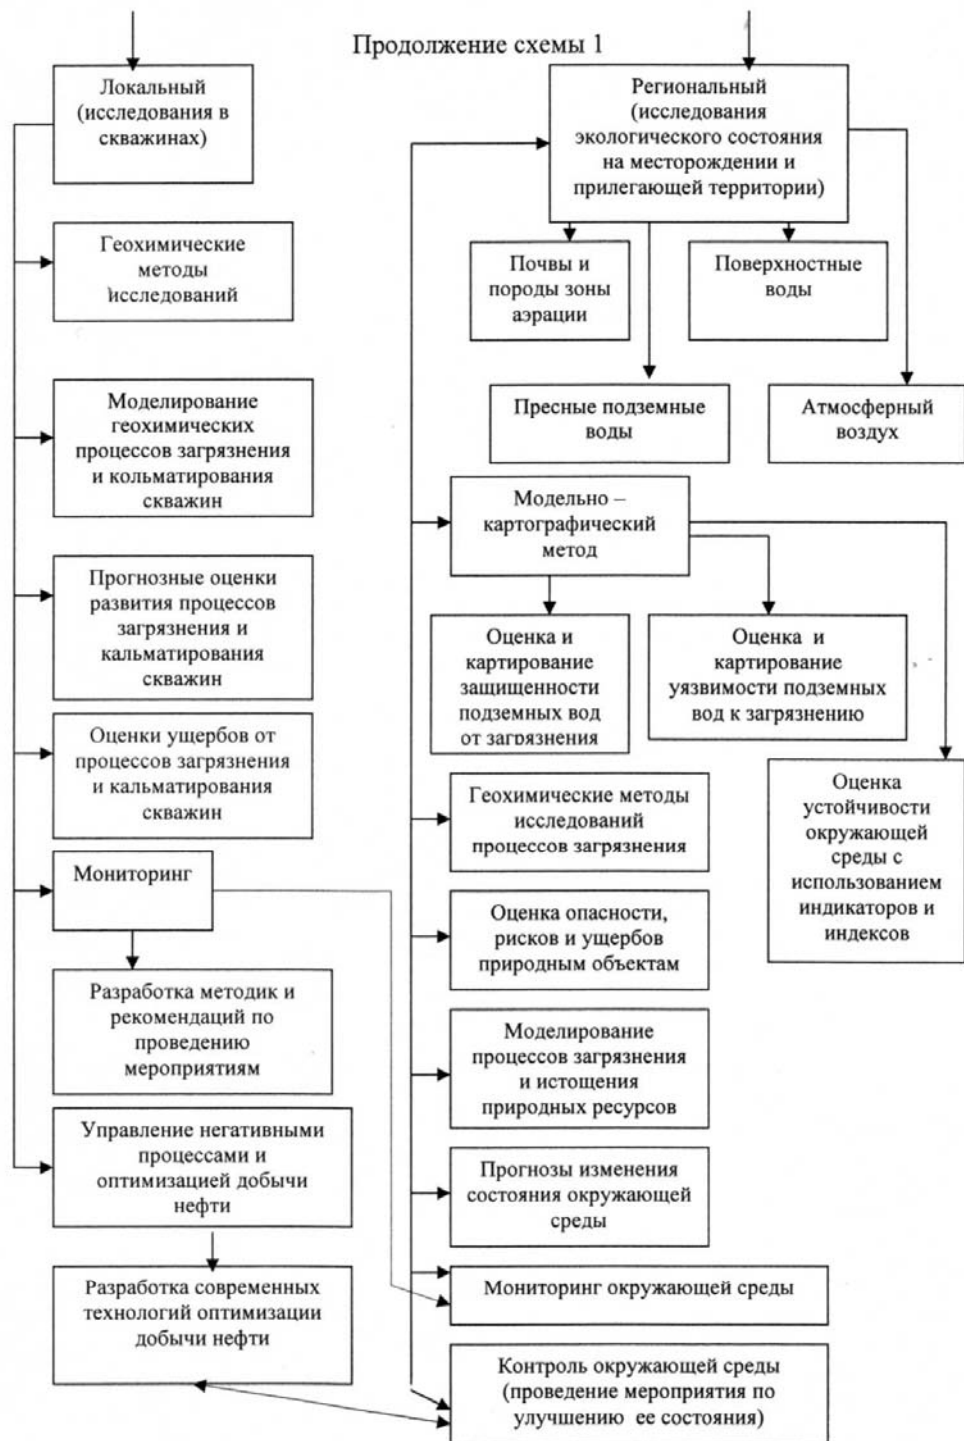 Продолжение схемы 1
Локальный
(исследования в
скважинах)
Геохимические
методы
исследований
Моделирование
геохимических
процессов загрязнения
и кольматирования
скважин
Прогнозные оценки
развития процессов
загрязнения и
кальматирования
скважин
Оценки ущербов от
процессов загрязнения
и кальматирования
скважин
Мониторинг
Разработка методик и
рекомендаций по
проведению
мероприятиям
Управление негативными
процессами и
оптимизацией добычи
нефти
Разработка современных
технологий оптимизации
добычи нефти
Региональный
(исследования
экологического состояния
на месторождении и
прилегающей территории)
Почвы и
породы зоны
аэрации
Поверхностные
воды
Пресные подземные
воды
Атмосферный
воздух
Модельно –
картографический
метод
Оценка и
картирование
защищенности
подземных вод
от загрязнения
Оценка и
картирование
уязвимости подземных
вод к загрязнению
Оценка
устойчивости
окружающей
среды с
использованием
индикаторов и
индексов
Геохимические методы
исследований
процессов загрязнения
Оценка опасности,
рисков и ущербов
природным объектам
Моделирование
процессов загрязнения
и истощения
природных ресурсов
Прогнозы изменения
состояния окружающей
среды
Мониторинг окружающей среды
Контроль окружающей среды
(проведение мероприятия по
улучшению ее состояния)